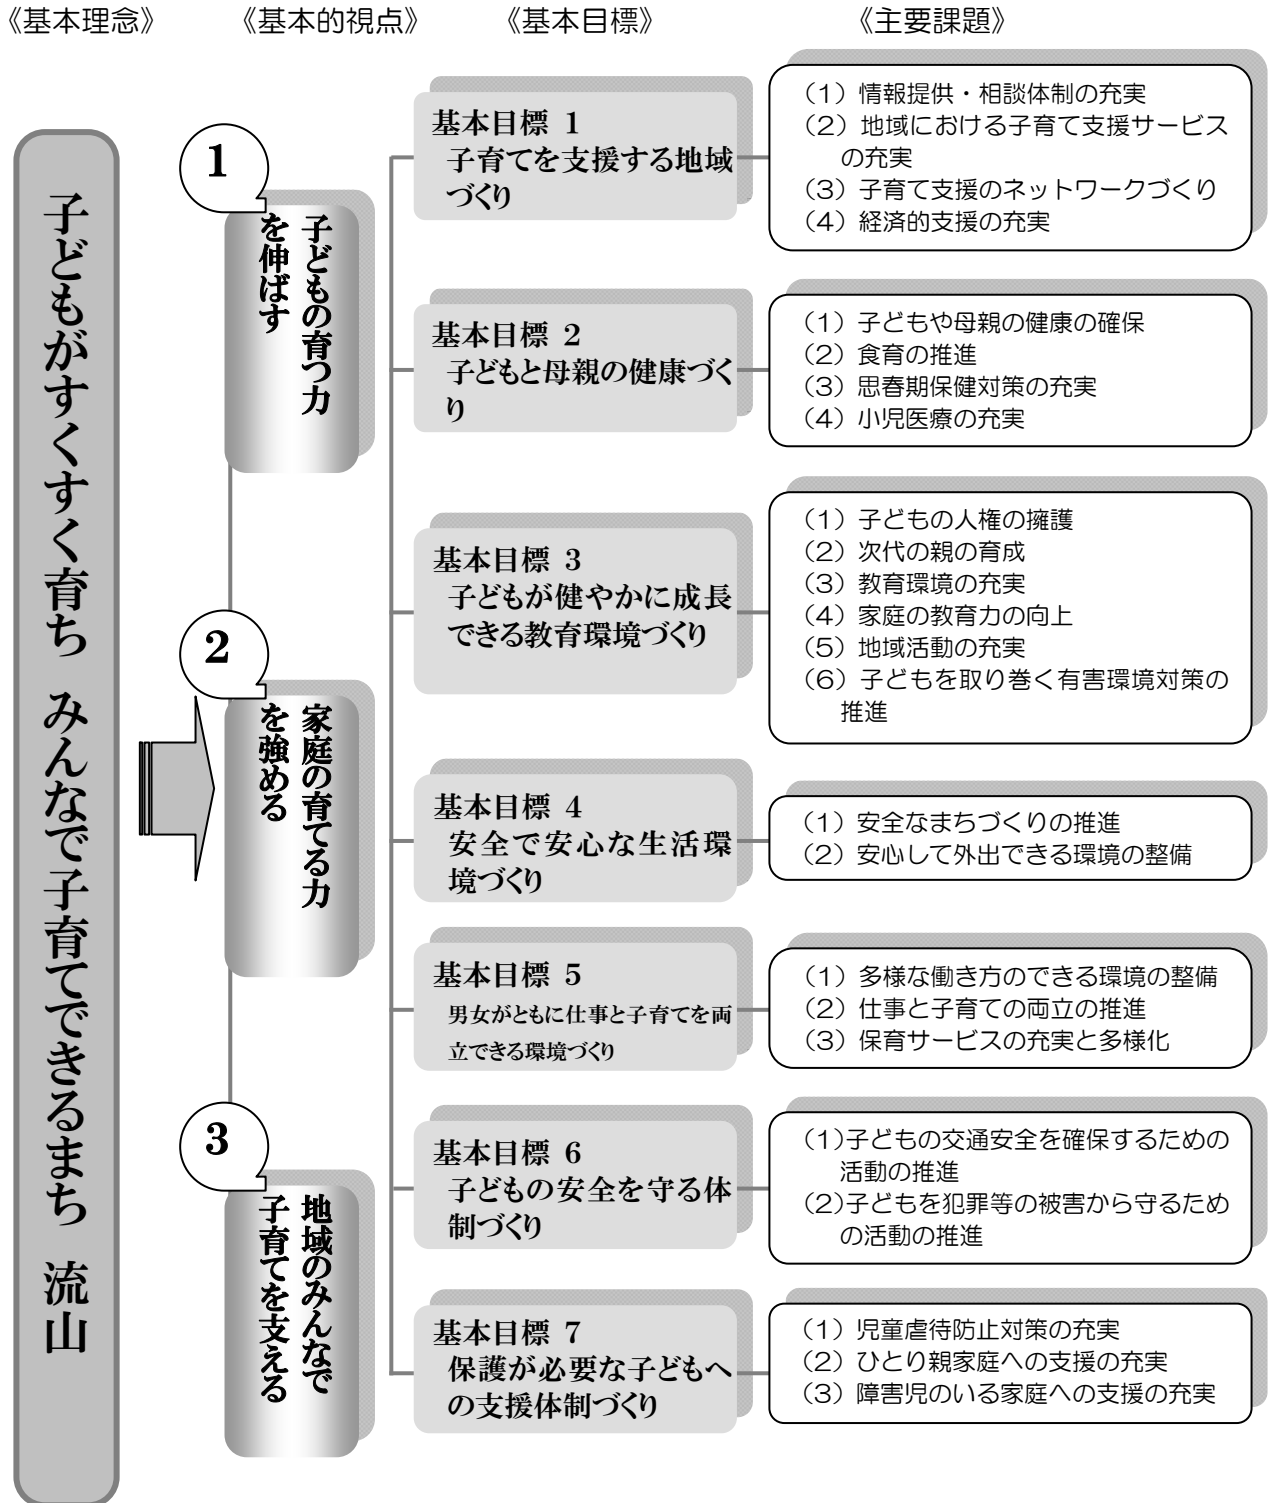 《基本理念》 《基本的視点》 《基本目標》 《主要課題》
子どもがすくすく育ち みんなで子育てできるまち 流山
1
子どもの育つ力
を伸ばす
2
家庭の育てる力
を強める
3
地域のみんなで
子育てを支える
基本目標 1
子育てを支援する地域
づくり
(1) 情報提供・相談体制の充実
(2) 地域における子育て支援サービス
の充実
(3) 子育て支援のネットワークづくり
(4) 経済的支援の充実
基本目標 2
子どもと母親の健康づく
り
(1) 子どもや母親の健康の確保
(2) 食育の推進
(3) 思春期保健対策の充実
(4) 小児医療の充実
基本目標 3
子どもが健やかに成長
できる教育環境づくり
(1) 子どもの人権の擁護
(2) 次代の親の育成
(3) 教育環境の充実
(4) 家庭の教育力の向上
(5) 地域活動の充実
(6) 子どもを取り巻く有害環境対策の
推進
基本目標 4
安全で安心な生活環
境づくり
(1) 安全なまちづくりの推進
(2) 安心して外出できる環境の整備
基本目標 5
男女がともに仕事と子育てを両
立できる環境づくり
(1) 多様な働き方のできる環境の整備
(2) 仕事と子育ての両立の推進
(3) 保育サービスの充実と多様化
基本目標 6
子どもの安全を守る体
制づくり
(1)子どもの交通安全を確保するための
活動の推進
(2)子どもを犯罪等の被害から守るため
の活動の推進
基本目標 7
保護が必要な子どもへ
の支援体制づくり
(1) 児童虐待防止対策の充実
(2) ひとり親家庭への支援の充実
(3) 障害児のいる家庭への支援の充実